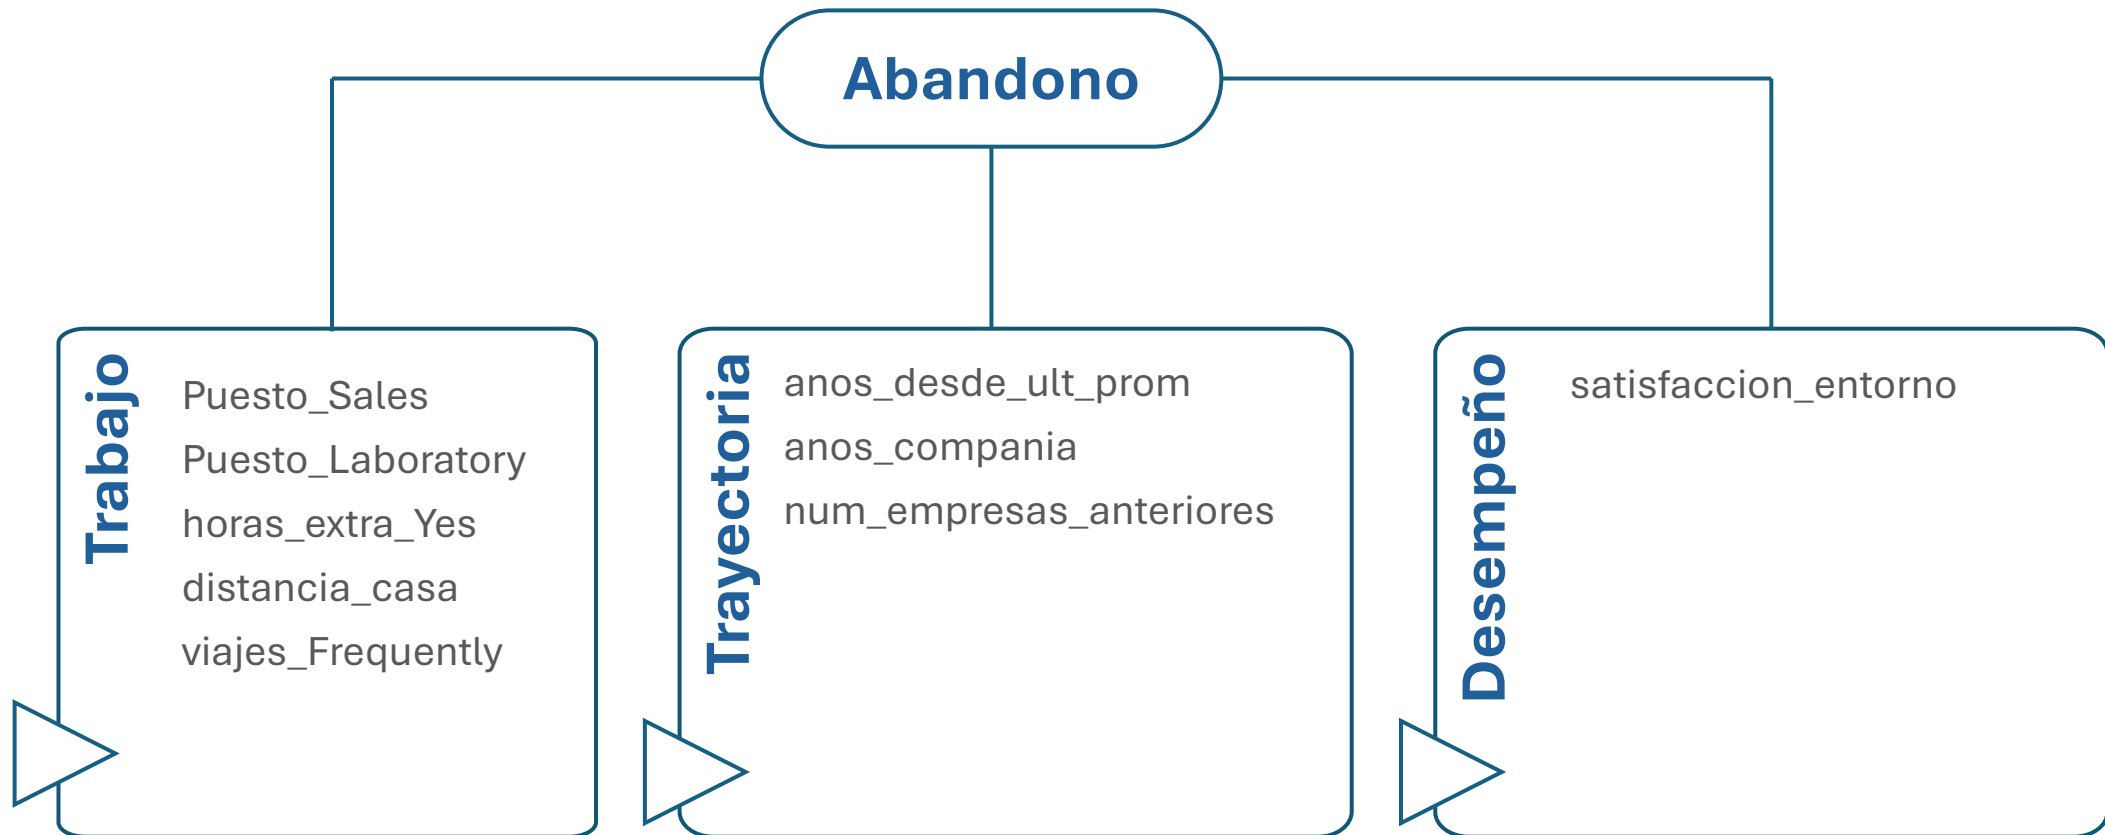 Abandono
Trabajo
Puesto_Sales
Puesto_Laboratory
horas_extra_Yes
distancia_casa
viajes_Frequently
Trayectoria
anos_desde_ult_prom
anos_compania
num_empresas_anteriores
Desempeño
satisfaccion_entorno